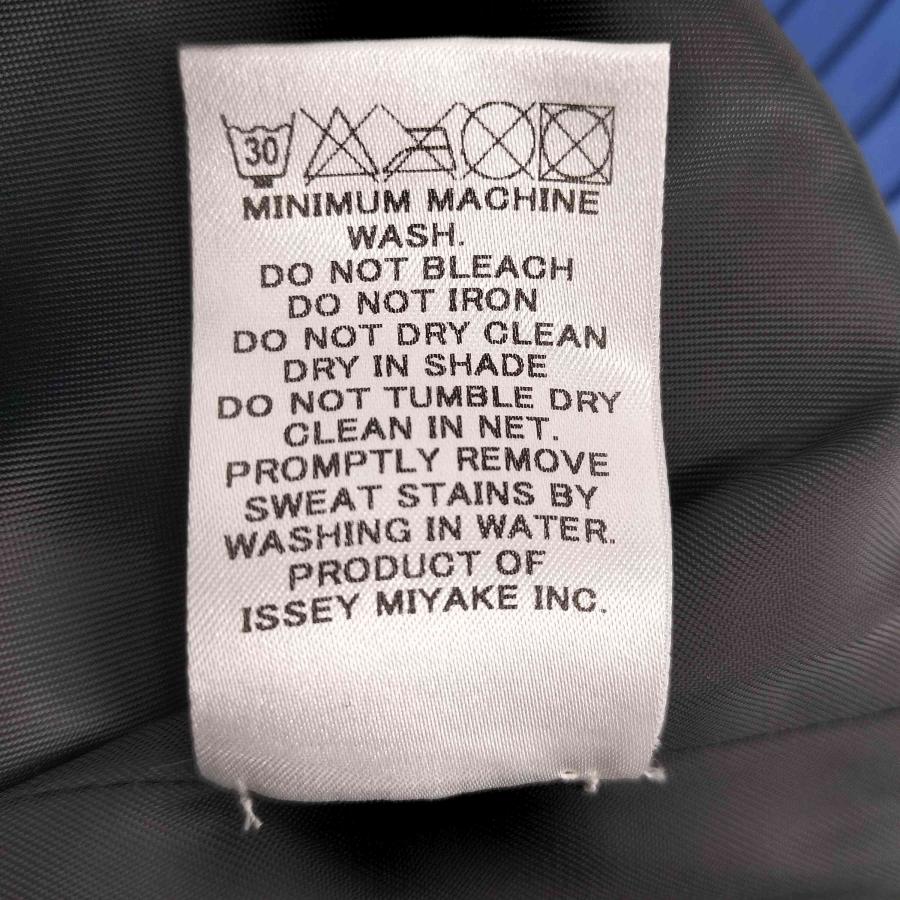 30
MINIMUM MACHINE
WASH.
DO NOT BLEACH
DO NOT IRON
DO NOT DRY CLEAN
DRY IN SHADE
DO NOT TUMBLE DRY
CLEAN IN NET.
PROMPTLY REMOVE
SWEAT STAINS BY
WASHING IN WATER.
PRODUCT OF
ISSEY MIYAKE INC.